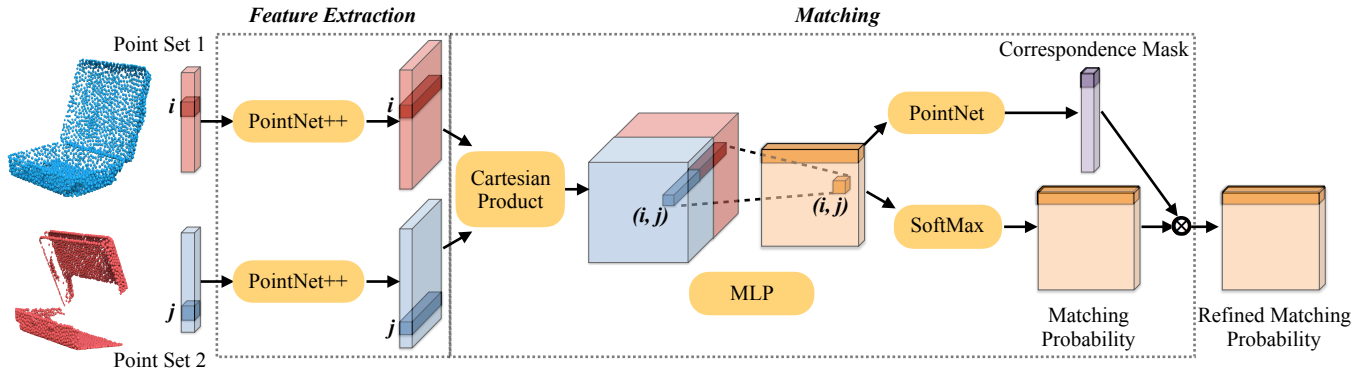 Feature Extraction
Matching
Point Set 1
Correspondence Mask
i
PointNet++
i
PointNet
Cartesian
Product
(i, j)
(i, j)
SoftMax
j
PointNet++
j
MLP
Point Set 2
Matching
Probability
Refined Matching
Probability